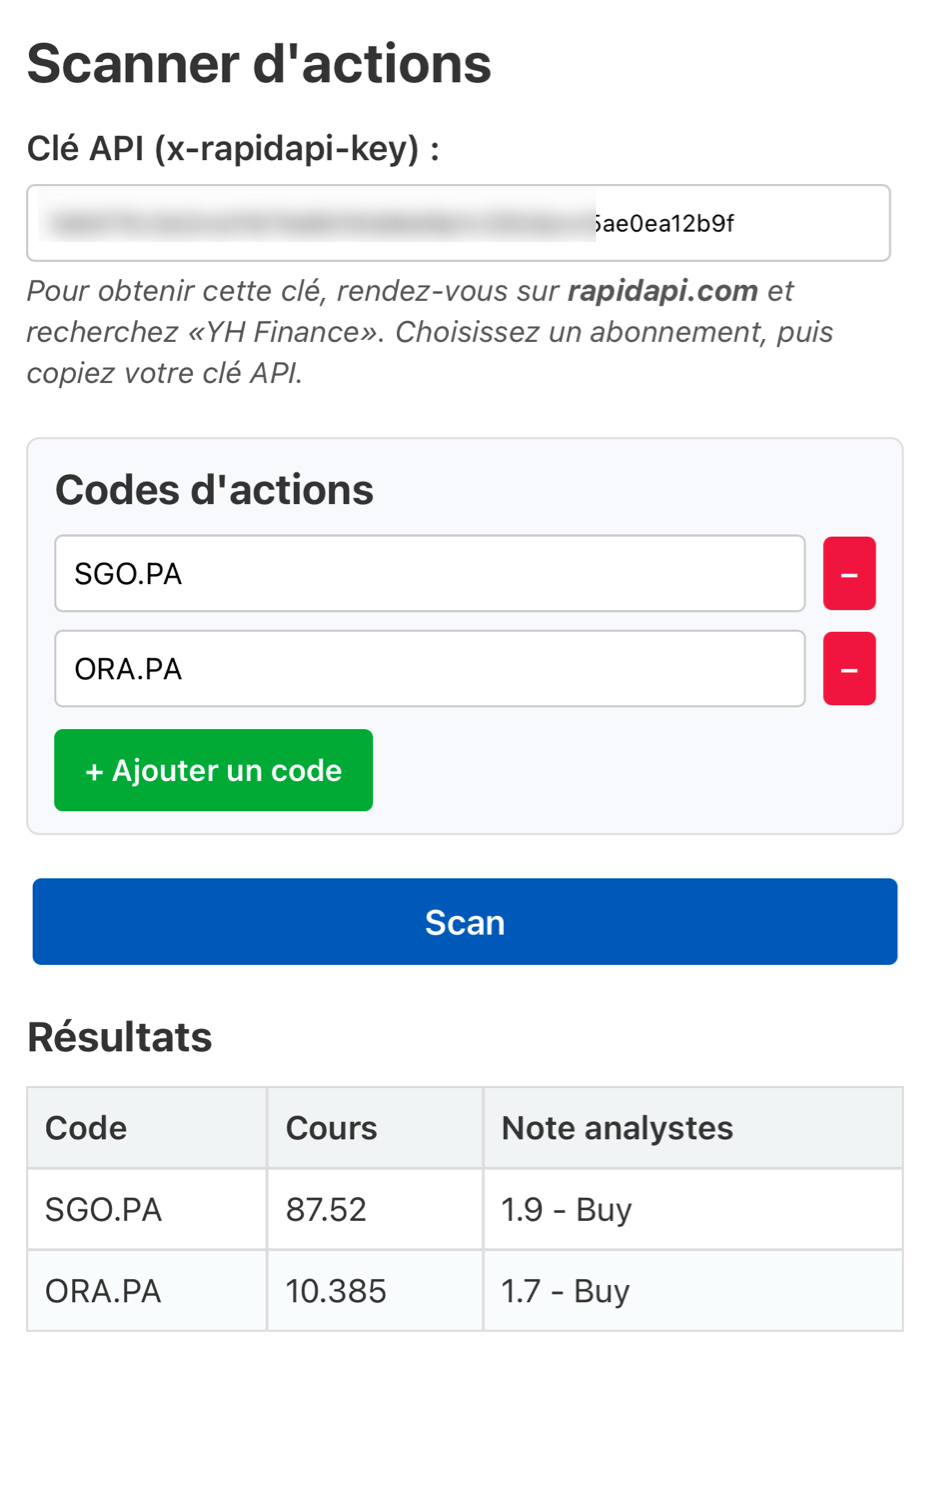 Scanner d'actions
Clé API (x-rapidapi-key) :
5ae0ea12b9f
Pour obtenir cette clé, rendez-vous sur rapidapi.com et
recherchez «YH Finance». Choisissez un abonnement, puis
copiez votre clé API.
Codes d'actions
SGO.PA
–
ORA.PA
–
+ Ajouter un code
Scan
Résultats
Code Cours Note analystes
SGO.PA 87.52 1.9 - Buy
ORA.PA 10.385 1.7 - Buy